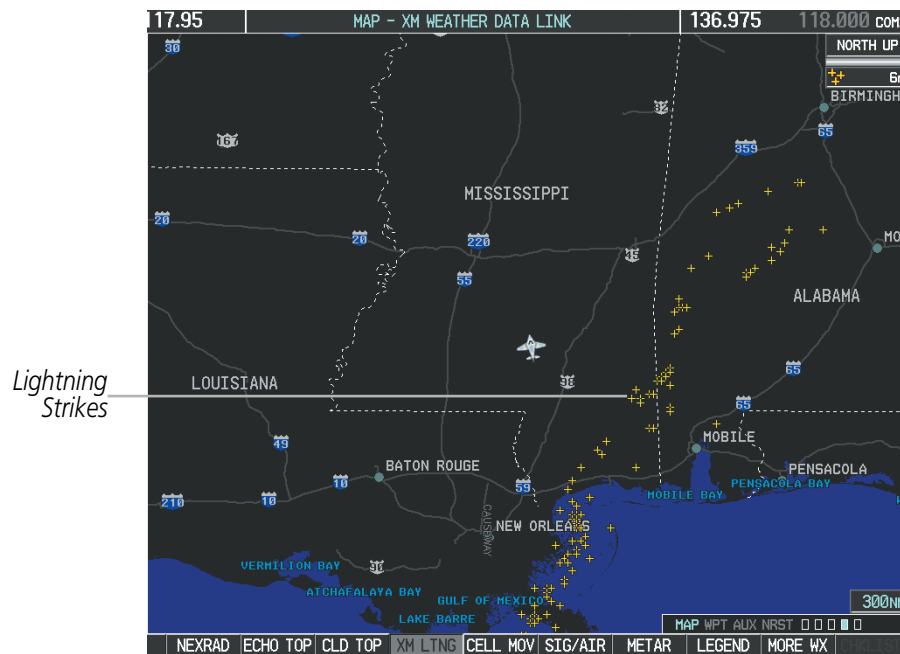 117.95 MAP – XM WEATHER DATA LINK 136.975 118.000 COM
NORTH UP
30
BIRMINGH
65
167
359
MISSISSIPPI
20
20
220
MO
45
55
ALABAMA
65
98
Lightning
Strikes
LOUISIANA
65
49
MOBILE
BATON ROUGE
PENSACOLA
10
59
PENSACOLA BAY
210
10
MOBILE BAY
CAUSEWAY
NEW ORLEANS
90
VERMILION BAY
ATCHAFALAYA BAY
GULF OF MEXICO
300NM
LAKE BARRE
MAP WPT AUX NRST
NEXRAD ECHO TOP CLD TOP XM LTNG CELL MOV SIG/AIR METAR LEGEND MORE WX